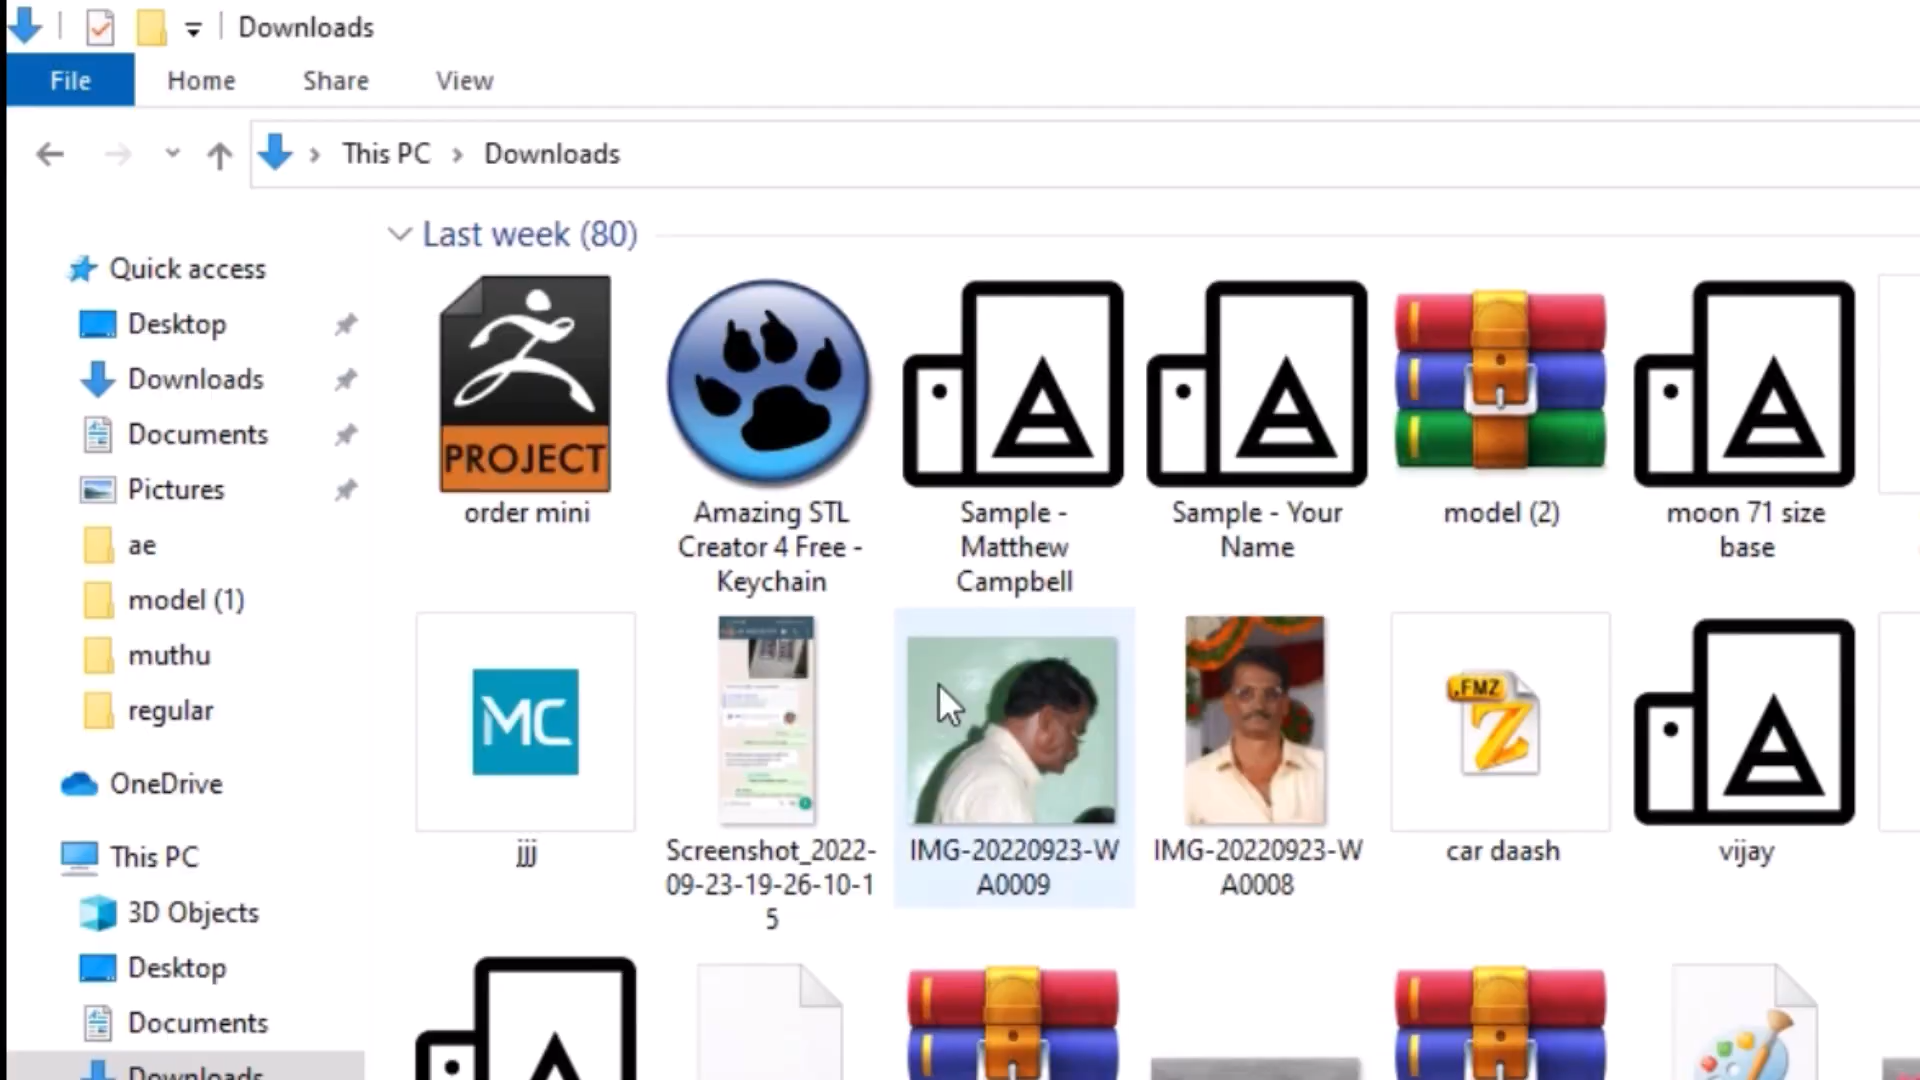 Downloads
File Home Share View
This PC Downloads
Last week (80)
Quick access
Desktop
Downloads
Documents
Pictures
ae
model (1)
muthu
regular
OneDrive
This PC
3D Objects
Desktop
Documents
Downloads
PROJECT
order mini
Amazing STL
Creator 4 Free -
Keychain
Sample -
Matthew
Campbell
Sample - Your
Name
model (2)
moon 71 size
base
MC
jjjj
Screenshot_2022-
09-23-19-26-10-1
5
IMG-20220923-W
A0009
IMG-20220923-W
A0008
.FMZ
Z
car daash
vijay